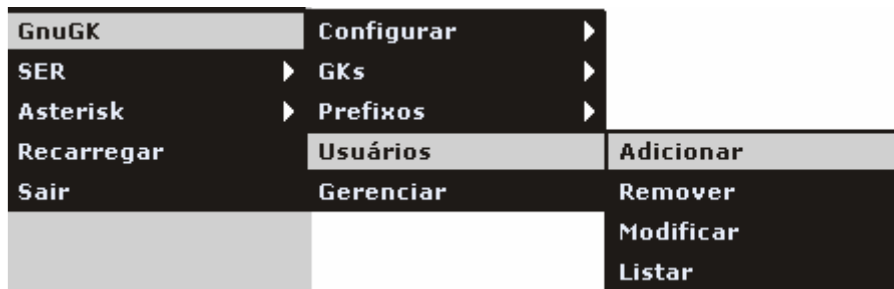 GnuGK
SER
Asterisk
Recarregar
Sair
Configurar
GKs
Prefixos
Usuários
Gerenciar
Adicionar
Remover
Modificar
Listar